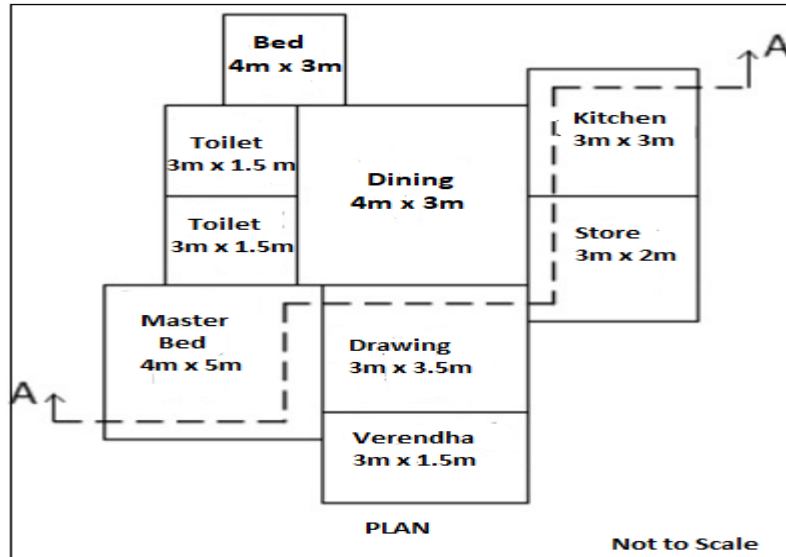 Bed
4m x 3m
A
Kitchen
3m x 3m
Toilet
3m x 1.5 m
Dining
4m x 3m
Toilet
3m x 1.5m
Store
3m x 2m
Master
Bed
4m x 5m
Drawing
3m x 3.5m
A
Verendha
3m x 1.5m
PLAN
Not to Scale